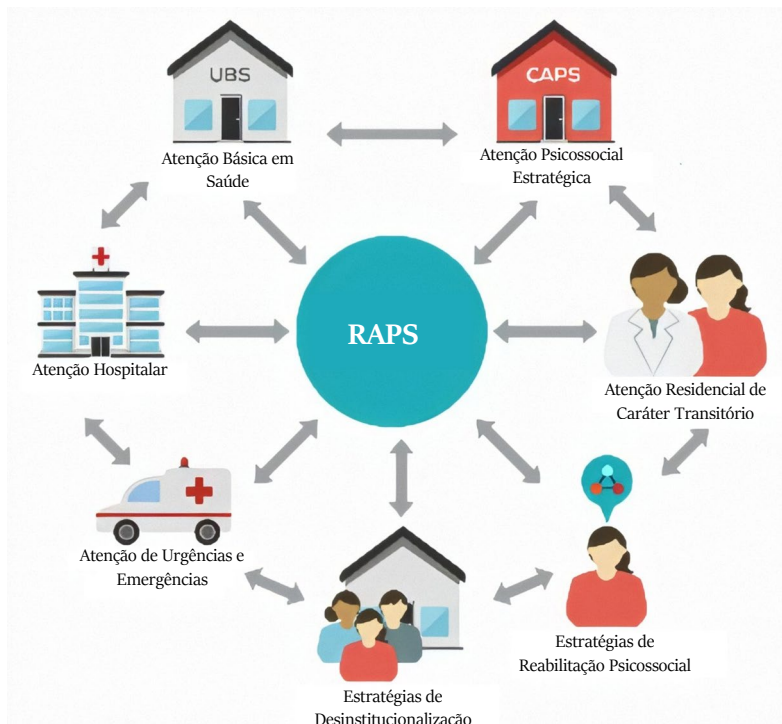 UBS
Atenção Básica em
Saúde
CAPS
Atenção Psicossocial
Estratégica
Atenção Hospitalar
RAPS
Atenção Residencial de
Caráter Transitório
Atenção de Urgências e
Emergências
Estratégias de
Reabilitação Psicossocial
Estratégias de
Desinstitucionalização